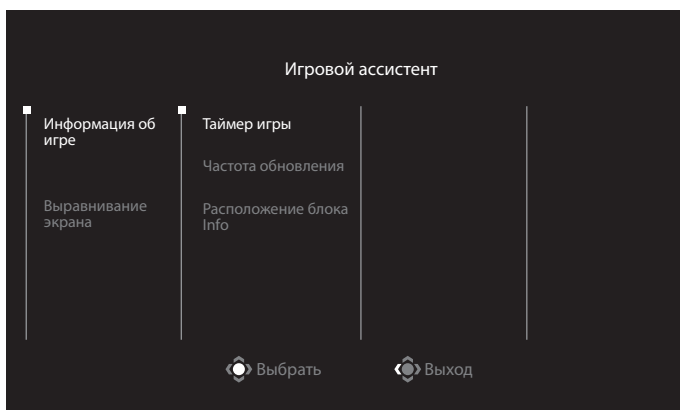 Игровой ассистент
Информация об
игре
Таймер игры
Частота обновления
Выравнивание
экрана
Расположение блока
Info
Выбрать
Выход